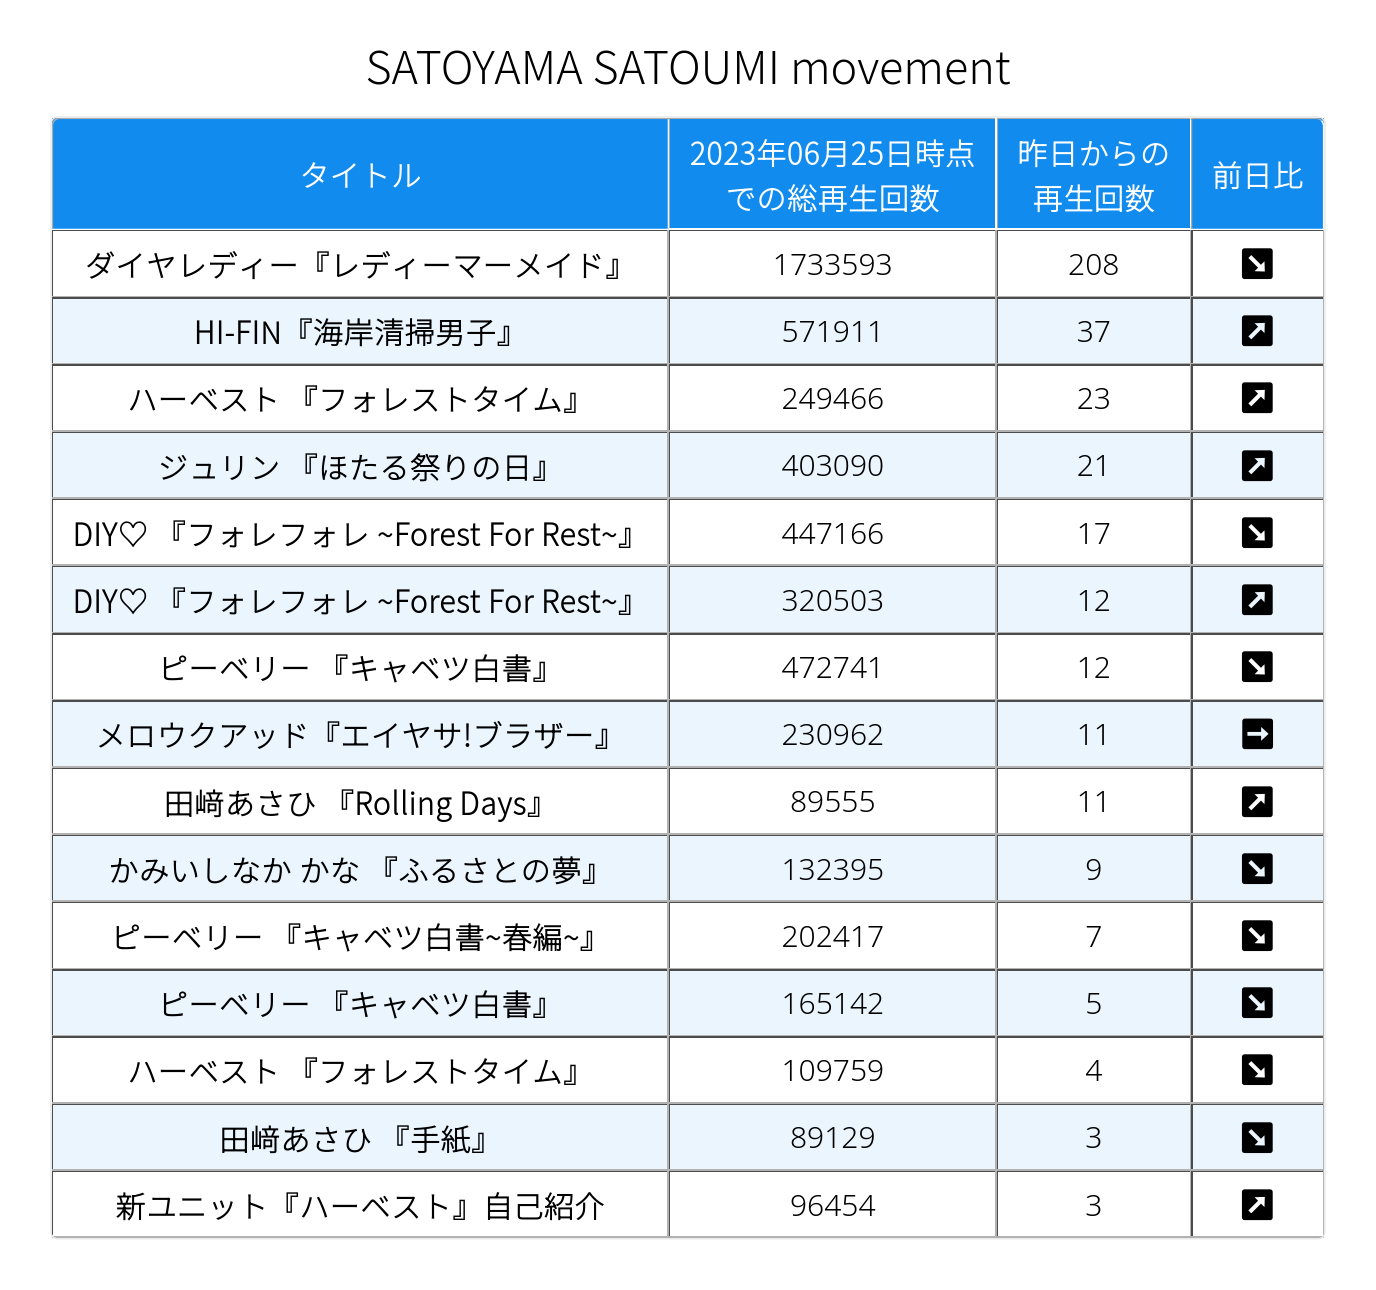 SATOYAMA SATOUMI movement
タイトル
2023年06月25日時点
での総再生回数
昨日からの
再生回数
前日比
ダイヤレディー『レディーマーメイド』 1733593 208 ↘
HI-FIN『海岸清掃男子』 571911 37 ↗
ハーベスト 『フォレストタイム』 249466 23 ↗
ジュリン 『ほたる祭りの日』 403090 21 ↗
DIY♡ 『フォレフォレ ~Forest For Rest~』 447166 17 ↘
DIY♡ 『フォレフォレ ~Forest For Rest~』 320503 12 ↗
ピーベリー 『キャベツ白書』 472741 12 ↘
メロウクアッド『エイヤサ!ブラザー』 230962 11 →
田﨑あさひ 『Rolling Days』 89555 11 ↗
かみいしなか かな 『ふるさとの夢』 132395 9 ↘
ピーベリー 『キャベツ白書~春編~』 202417 7 ↘
ピーベリー 『キャベツ白書』 165142 5 ↘
ハーベスト 『フォレストタイム』 109759 4 ↘
田﨑あさひ 『手紙』 89129 3 ↘
新ユニット『ハーベスト』自己紹介 96454 3 ↗